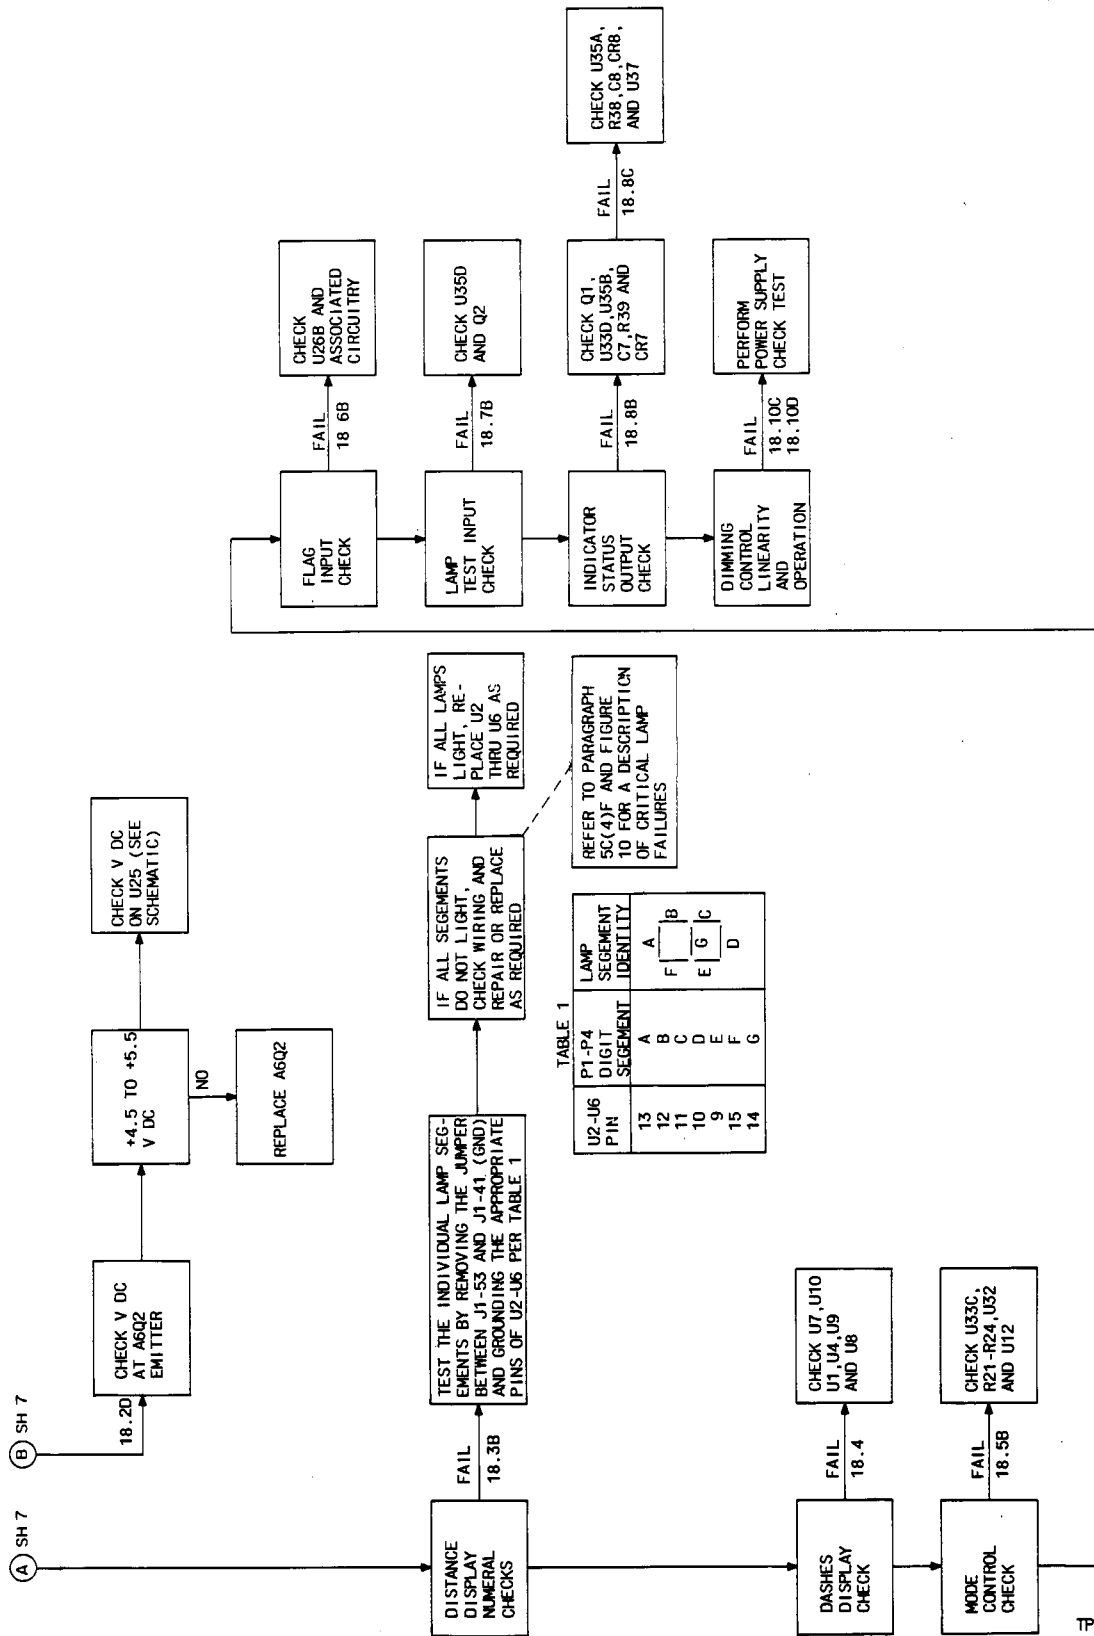 A SH 7
B SH 7
18.2D
CHECK V DC
AT A6Q2
EMITTER
+4.5 TO +5.5
V DC
NO
REPLACE A6Q2
CHECK V DC
ON U25 (SEE
SCHEMATIC)
DISTANCE
DISPLAY
NUMERAL
CHECKS
FAIL
18.3B
TEST THE INDIVIDUAL LAMP SEG-
EMENTS BY REMOVING THE JUMPER
BETWEEN J1-53 AND J1-41 (GND)
AND GROUNDING THE APPROPRIATE
PINS OF U2-U6 PER TABLE 1
IF ALL SEGEMENTS
DO NOT LIGHT,
CHECK WIRING AND
REPAIR OR REPLACE
AS REQUIRED
IF ALL LAMPS
LIGHT, RE-
PLACE U2
THRU U6 AS
REQUIRED
REFER TO PARAGRAPH
5C(4)F AND FIGURE
10 FOR A DESCRIPTION
OF CRITICAL LAMP
FAILURES
TABLE 1
U2-U6 PIN
P1-P4 DIGIT SEGEMENT
LAMP SEGEMENT IDENTITY
13 A
12 B
11 C
10 D
9 E
15 F
14 G
A
F B
G
E C
D
DASHES
DISPLAY
CHECK
FAIL
18.4
CHECK U7,U10
U1,U4,U9
AND U8
MODE
CONTROL
CHECK
FAIL
18.5B
CHECK U33C,
R21-R24,U32
AND U12
FLAG
INPUT
CHECK
FAIL
18 6B
CHECK
U26B AND
ASSOCIATED
CIRCUITRY
LAMP
TEST INPUT
CHECK
FAIL
18.7B
CHECK U35D
AND Q2
INDICATOR
STATUS
OUTPUT
CHECK
FAIL
18.8B
CHECK Q1,
U33D,U35B,
C7,R39 AND
CR7
FAIL
18.8C
CHECK U35A,
R38,C8,CR8,
AND U37
DIMMING
CONTROL
LINEARITY
AND
OPERATION
FAIL
18.10C
18.10D
PERFORM
POWER SUPPLY
CHECK TEST
TP